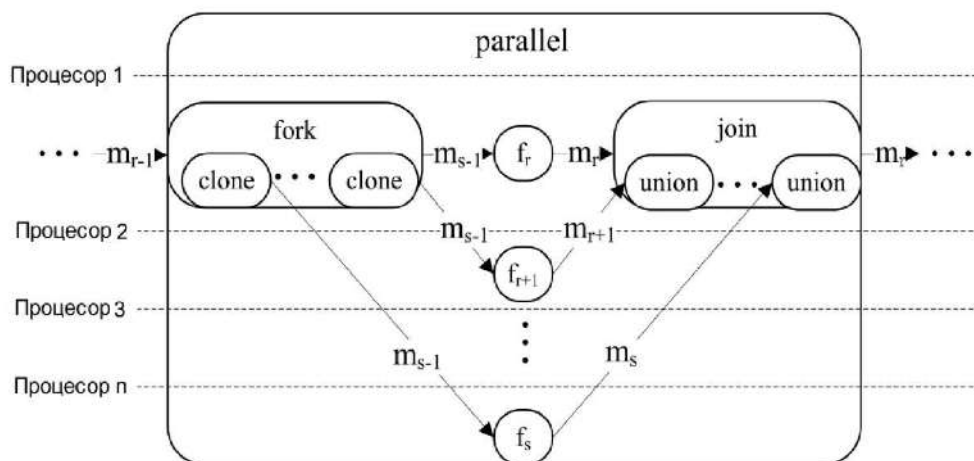 parallel
Процесор 1
fork
join
• • • m_{r-1} m_{s-1} f_r m_r m_r • • •
clone • • • clone
union • • • union
Процесор 2
m_{s-1} m_{r+1}
f_{r+1}
Процесор 3
m_{s-1} m_s
Процесор n
f_s